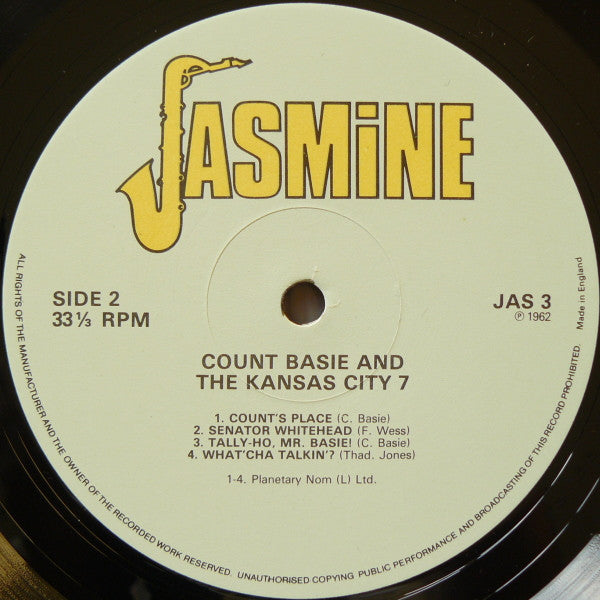 JASMiNE
SIDE 2
33⅓ RPM
JAS 3
℗ 1962
Made in England
COUNT BASIE AND
THE KANSAS CITY 7
1. COUNT'S PLACE (C. Basie)
2. SENATOR WHITEHEAD (F. Wess)
3. TALLY-HO, MR. BASIE! (C. Basie)
4. WHAT'CHA TALKIN'? (Thad. Jones)
1-4. Planetary Nom (L) Ltd.
ALL RIGHTS OF THE MANUFACTURER AND THE OWNER OF THE RECORDED WORK RESERVED. UNAUTHORISED COPYING PUBLIC PERFORMANCE AND BROADCASTING OF THIS RECORD PROHIBITED.